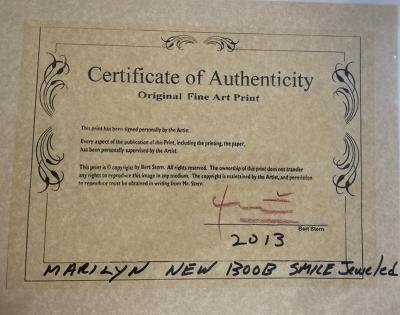 Certificate of Authenticity
Original Fine Art Print
This print has been signed personally by the Artist.
Every aspect of the publication of this Print, including the printing, the paper,
has been personally supervised by the Artist.
This print is © copyright by Bert Stern. All rights reserved. The ownership of this print does not transfer
any rights to reproduce this image in any medium. The copyright is maintained by the Artist, and permission
to reproduce must be obtained in writing from Mr. Stern.
Bert Stern
2013
MARILYN NEW BOOB SMILE Jeweled